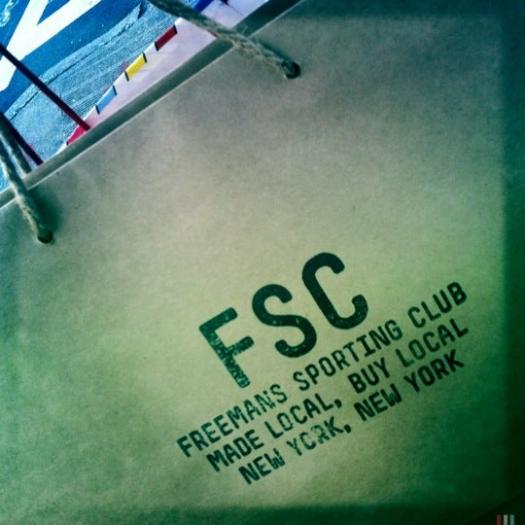 FSC
FREEMANS SPORTING CLUB
MADE LOCAL, BUY LOCAL
NEW YORK, NEW YORK